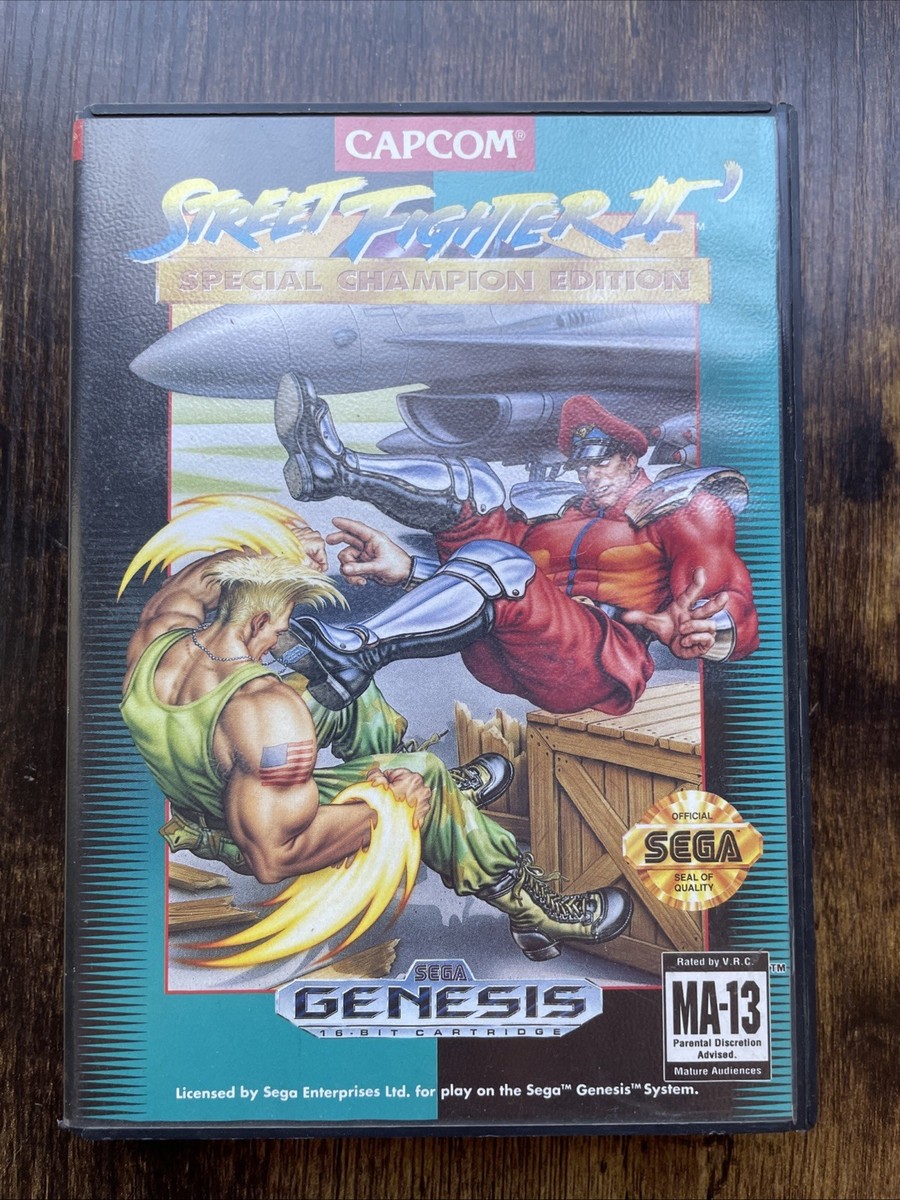 CAPCOM®
STREET FIGHTER II'
TM
SPECIAL CHAMPION EDITION
OFFICIAL
SEGA
SEAL OF
QUALITY
SEGA
GENESIS
16-BIT CARTRIDGE
Rated by V.R.C.
TM
MA-13
Parental Discretion
Advised.
Mature Audiences
Licensed by Sega Enterprises Ltd. for play on the Sega™ Genesis™ System.